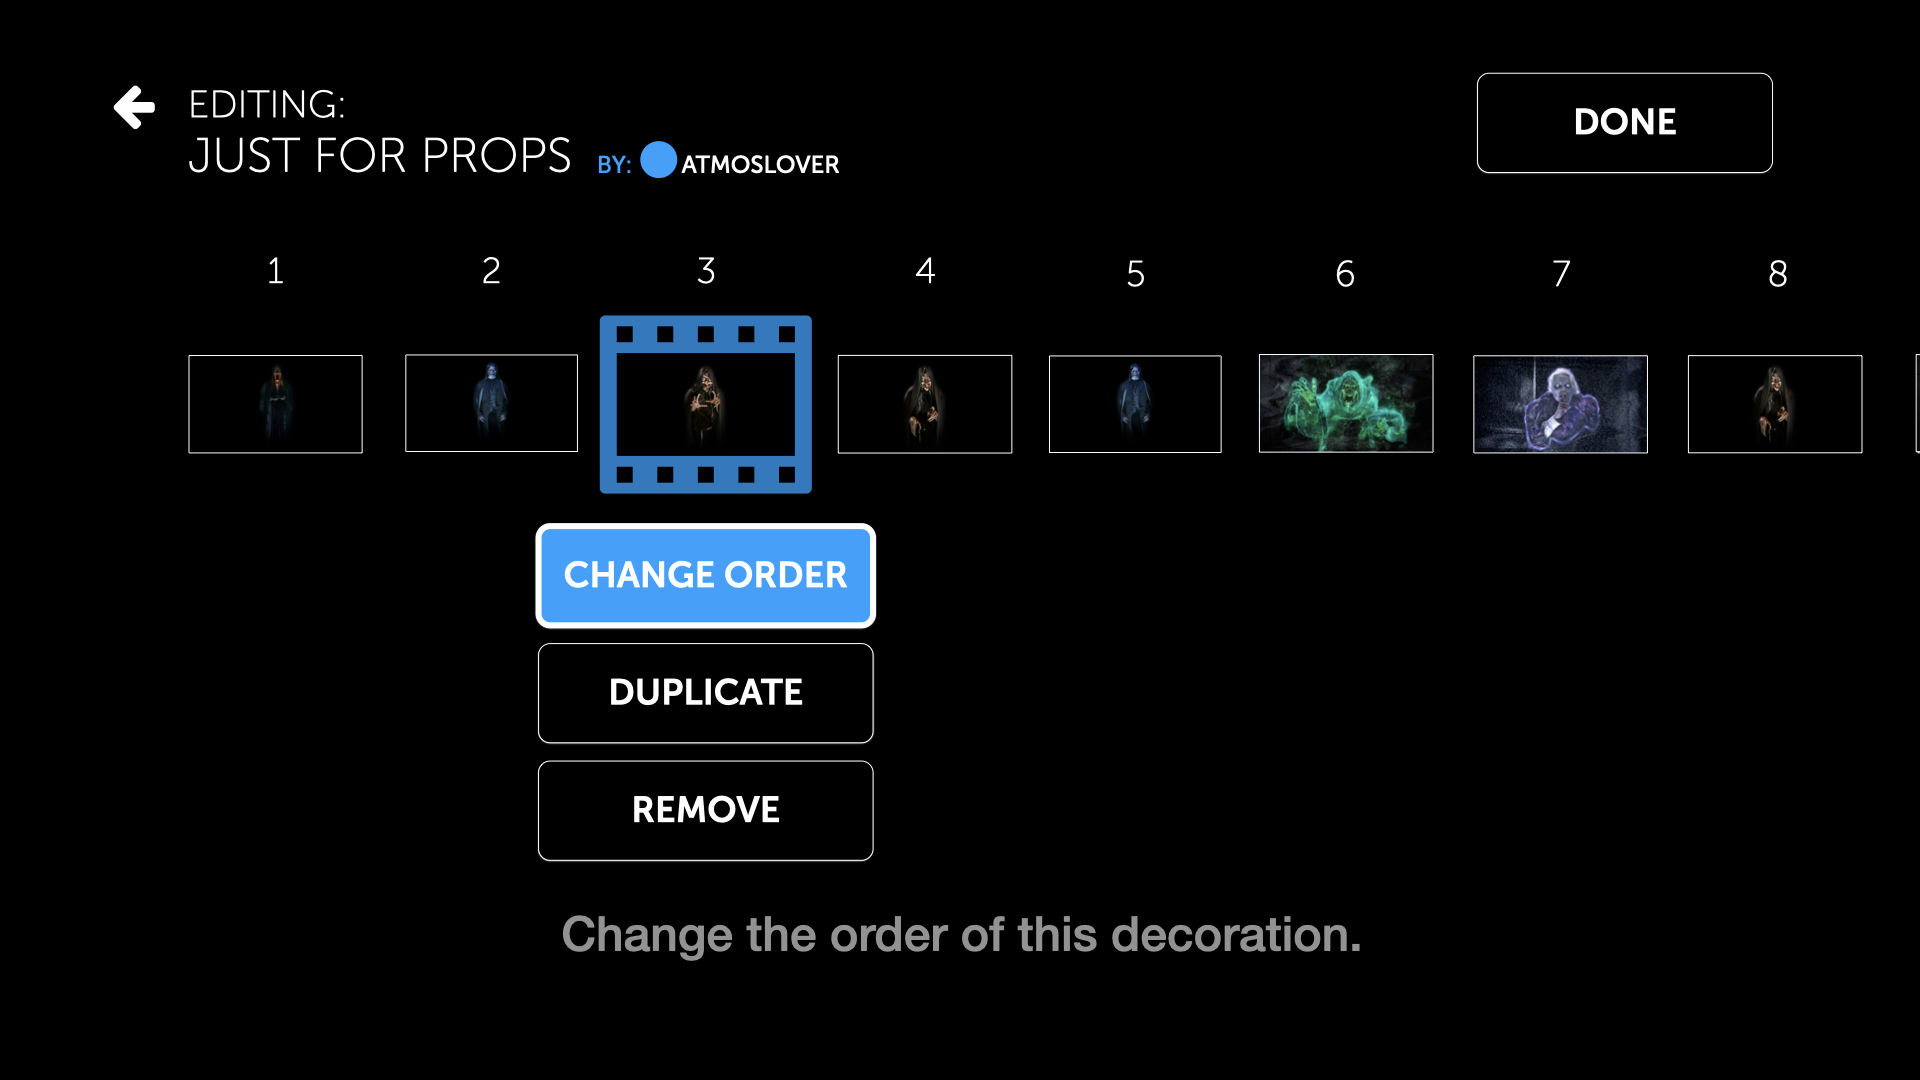 EDITING:
JUST FOR PROPS BY: ATMOSLOVER
DONE
1 2 3 4 5 6 7 8
CHANGE ORDER
DUPLICATE
REMOVE
Change the order of this decoration.